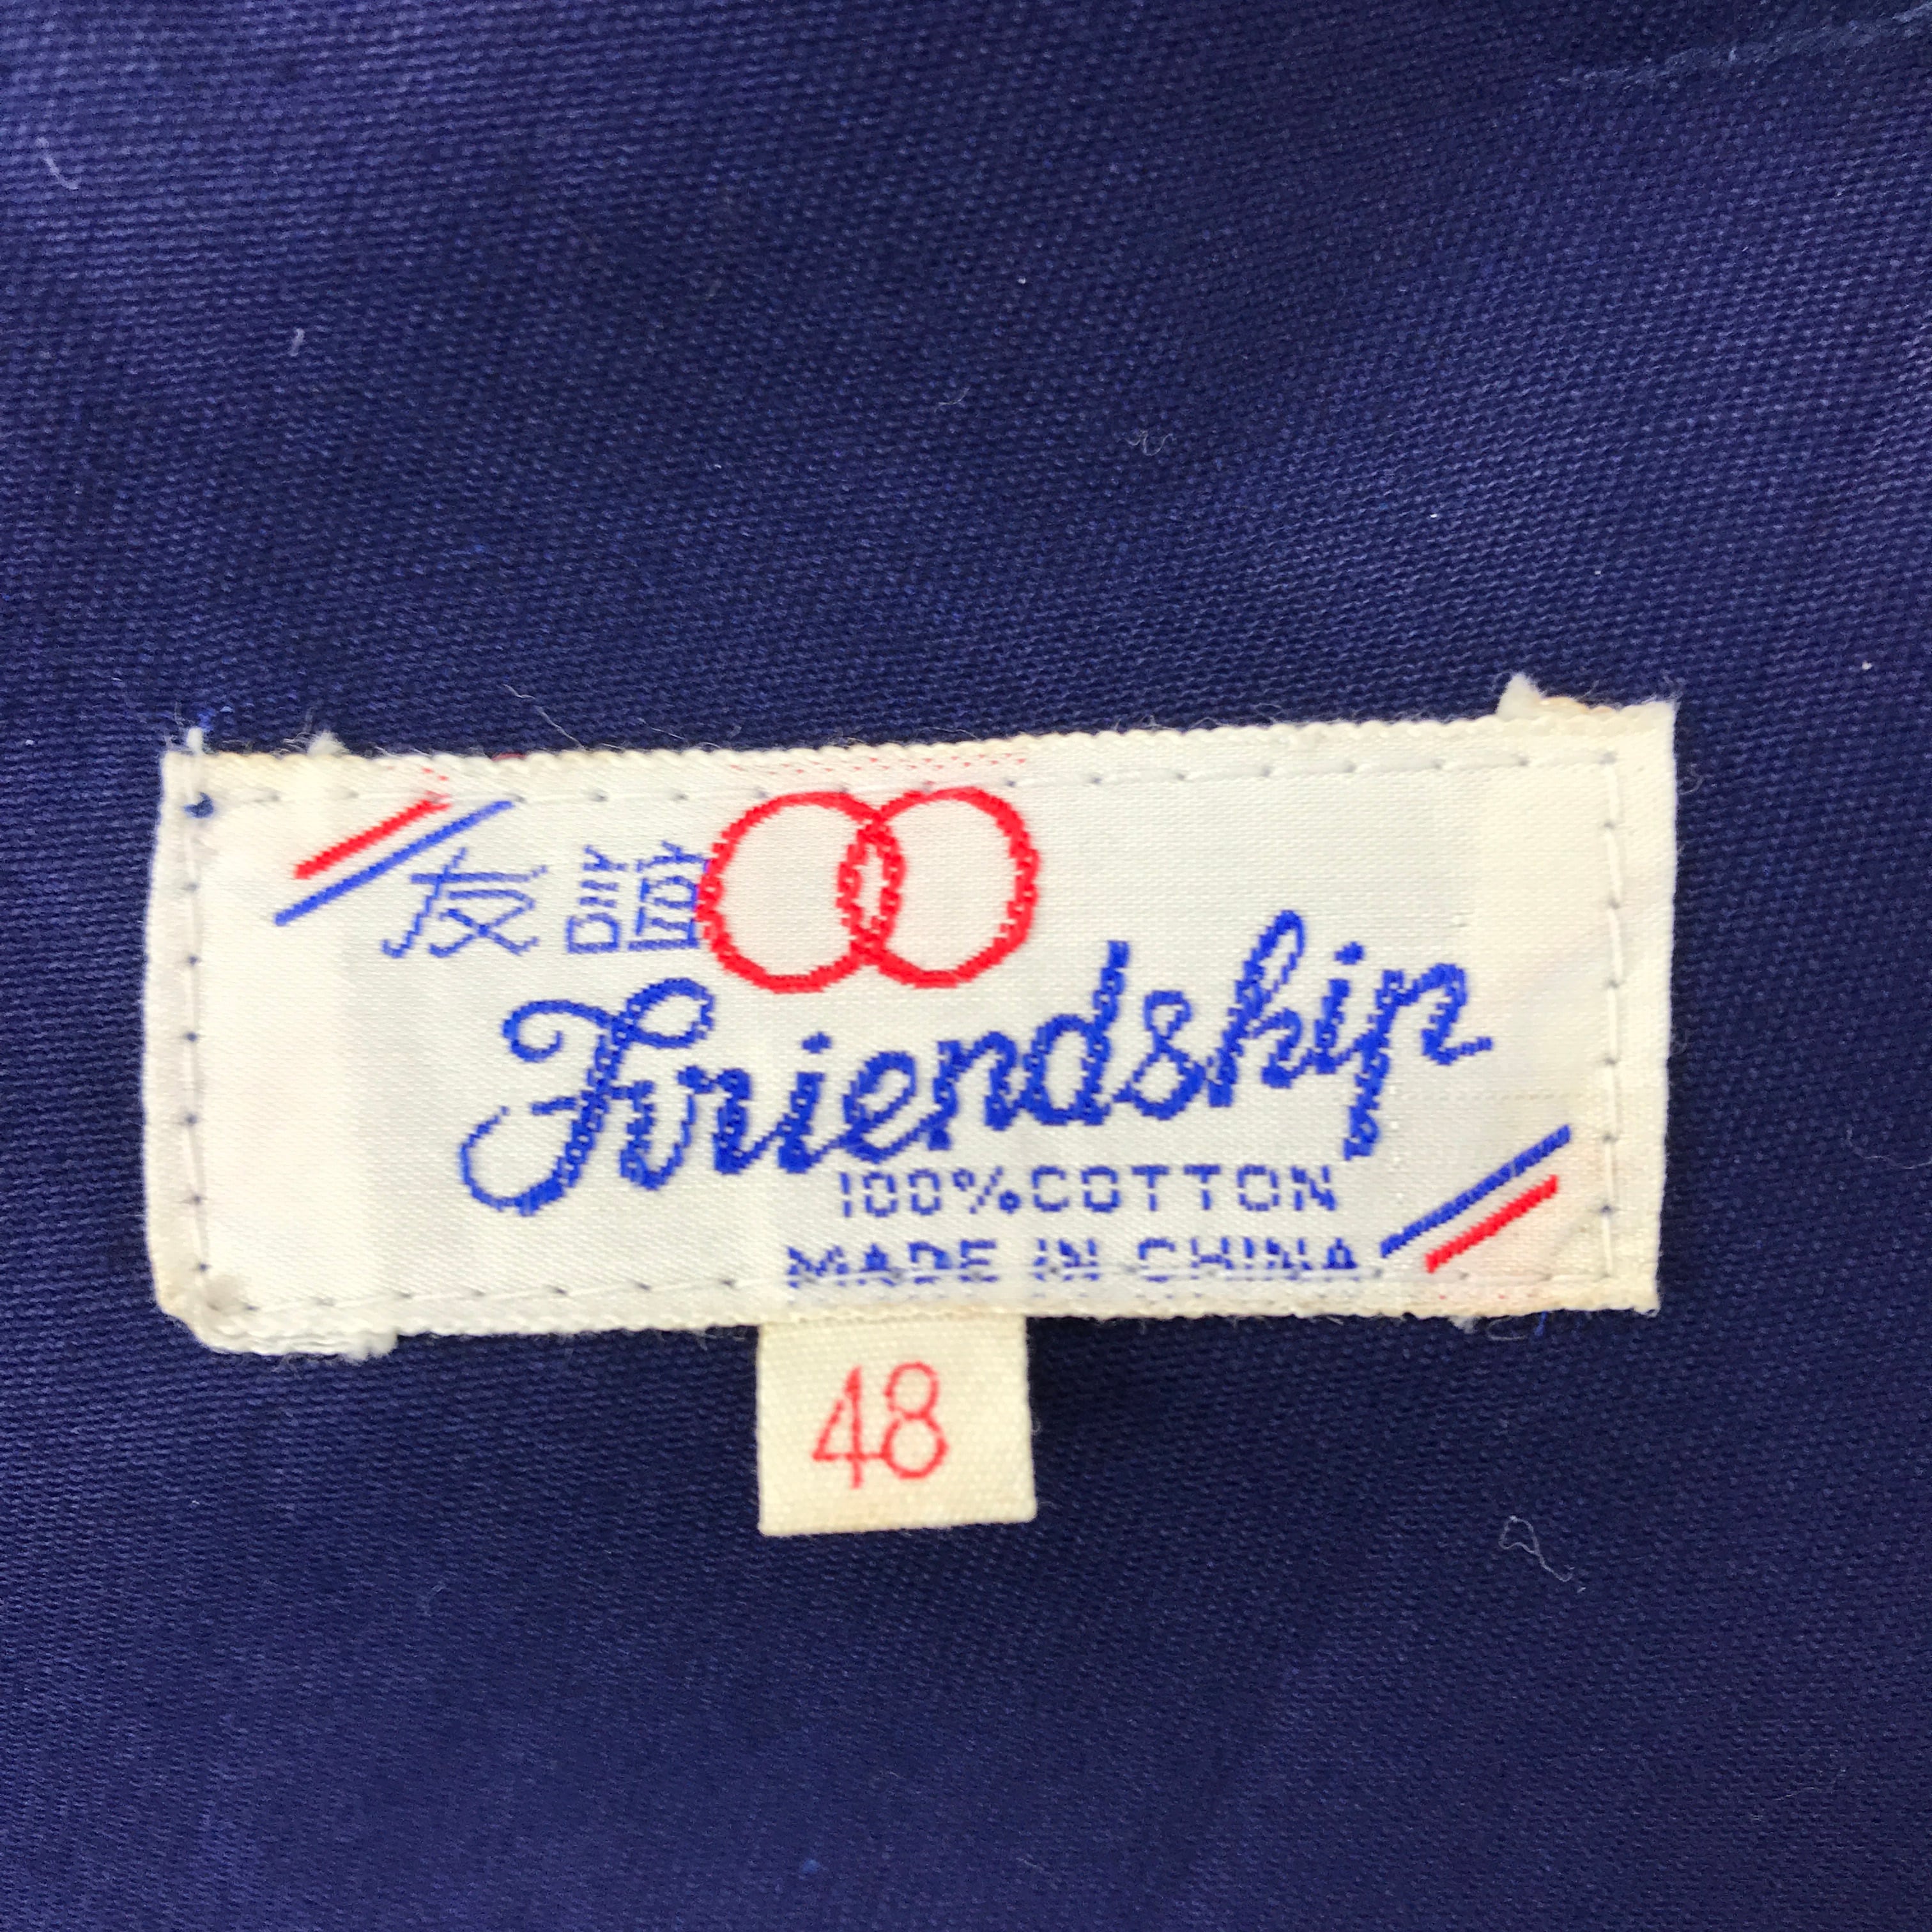 友誼
Friendship
100%COTTON
MADE IN CHINA
48